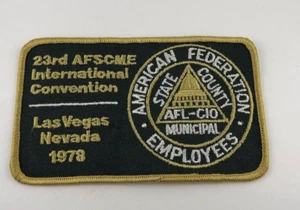 23rd AFSCME
International
Convention
Las Vegas
Nevada
1978
AMERICAN FEDERATION
STATE COUNTY
AFL-CIO
MUNICIPAL
EMPLOYEES